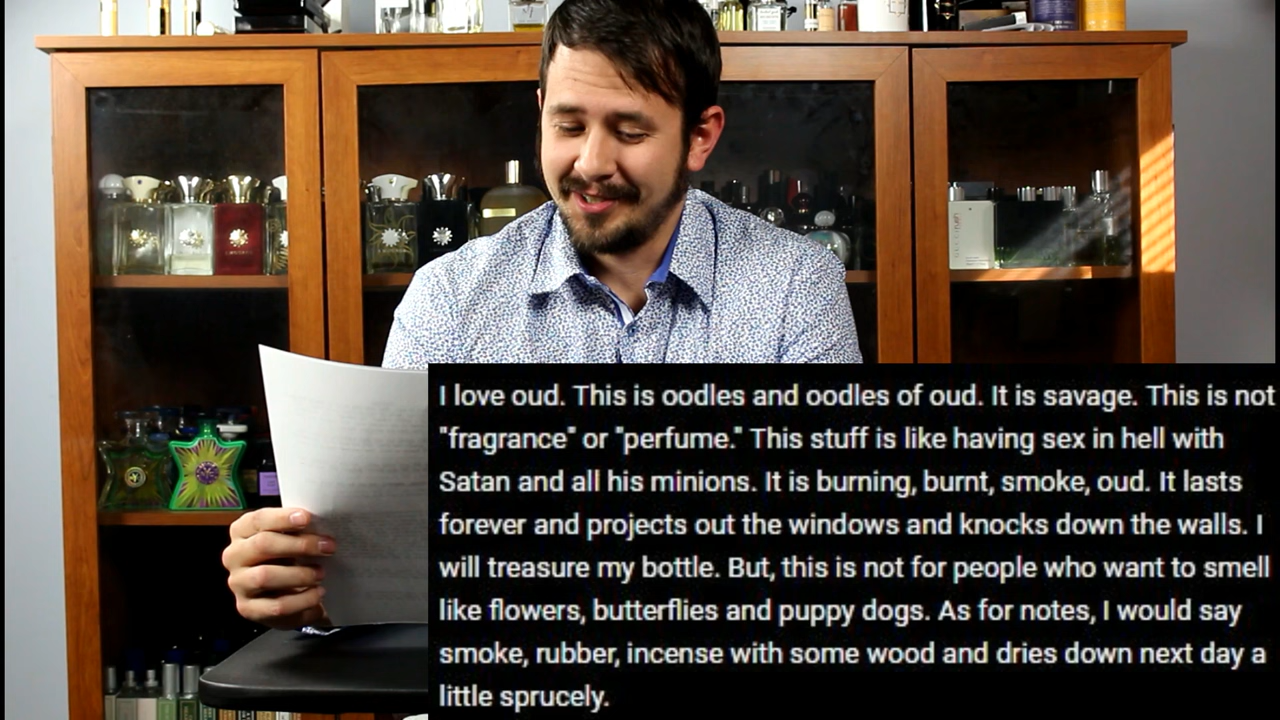 I love oud. This is oodles and oodles of oud. It is savage. This is not
"fragrance" or "perfume." This stuff is like having sex in hell with
Satan and all his minions. It is burning, burnt, smoke, oud. It lasts
forever and projects out the windows and knocks down the walls. I
will treasure my bottle. But, this is not for people who want to smell
like flowers, butterflies and puppy dogs. As for notes, I would say
smoke, rubber, incense with some wood and dries down next day a
little sprucely.